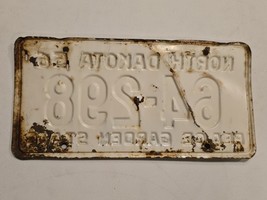 NORTH DAKOTA
64-298
PEACE GARDEN STATE